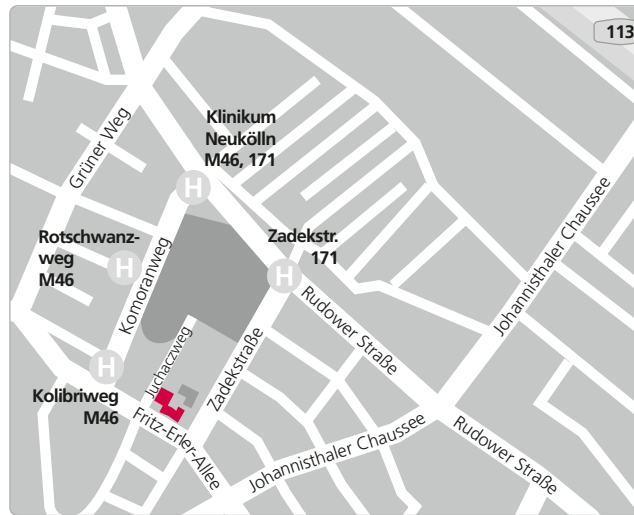 113
Klinikum
Neukölln
M46, 171
Grüner Weg
H
Rotschwanz-
weg
M46
H
Komoranweg
Zadekstr.
171
H
Johannisthaler Chaussee
Rudower Straße
Juchaczweg
Zadekstraße
H
Kolibriweg
M46
Fritz-Erler-Allee
Johannisthaler Chaussee
Rudower Straße